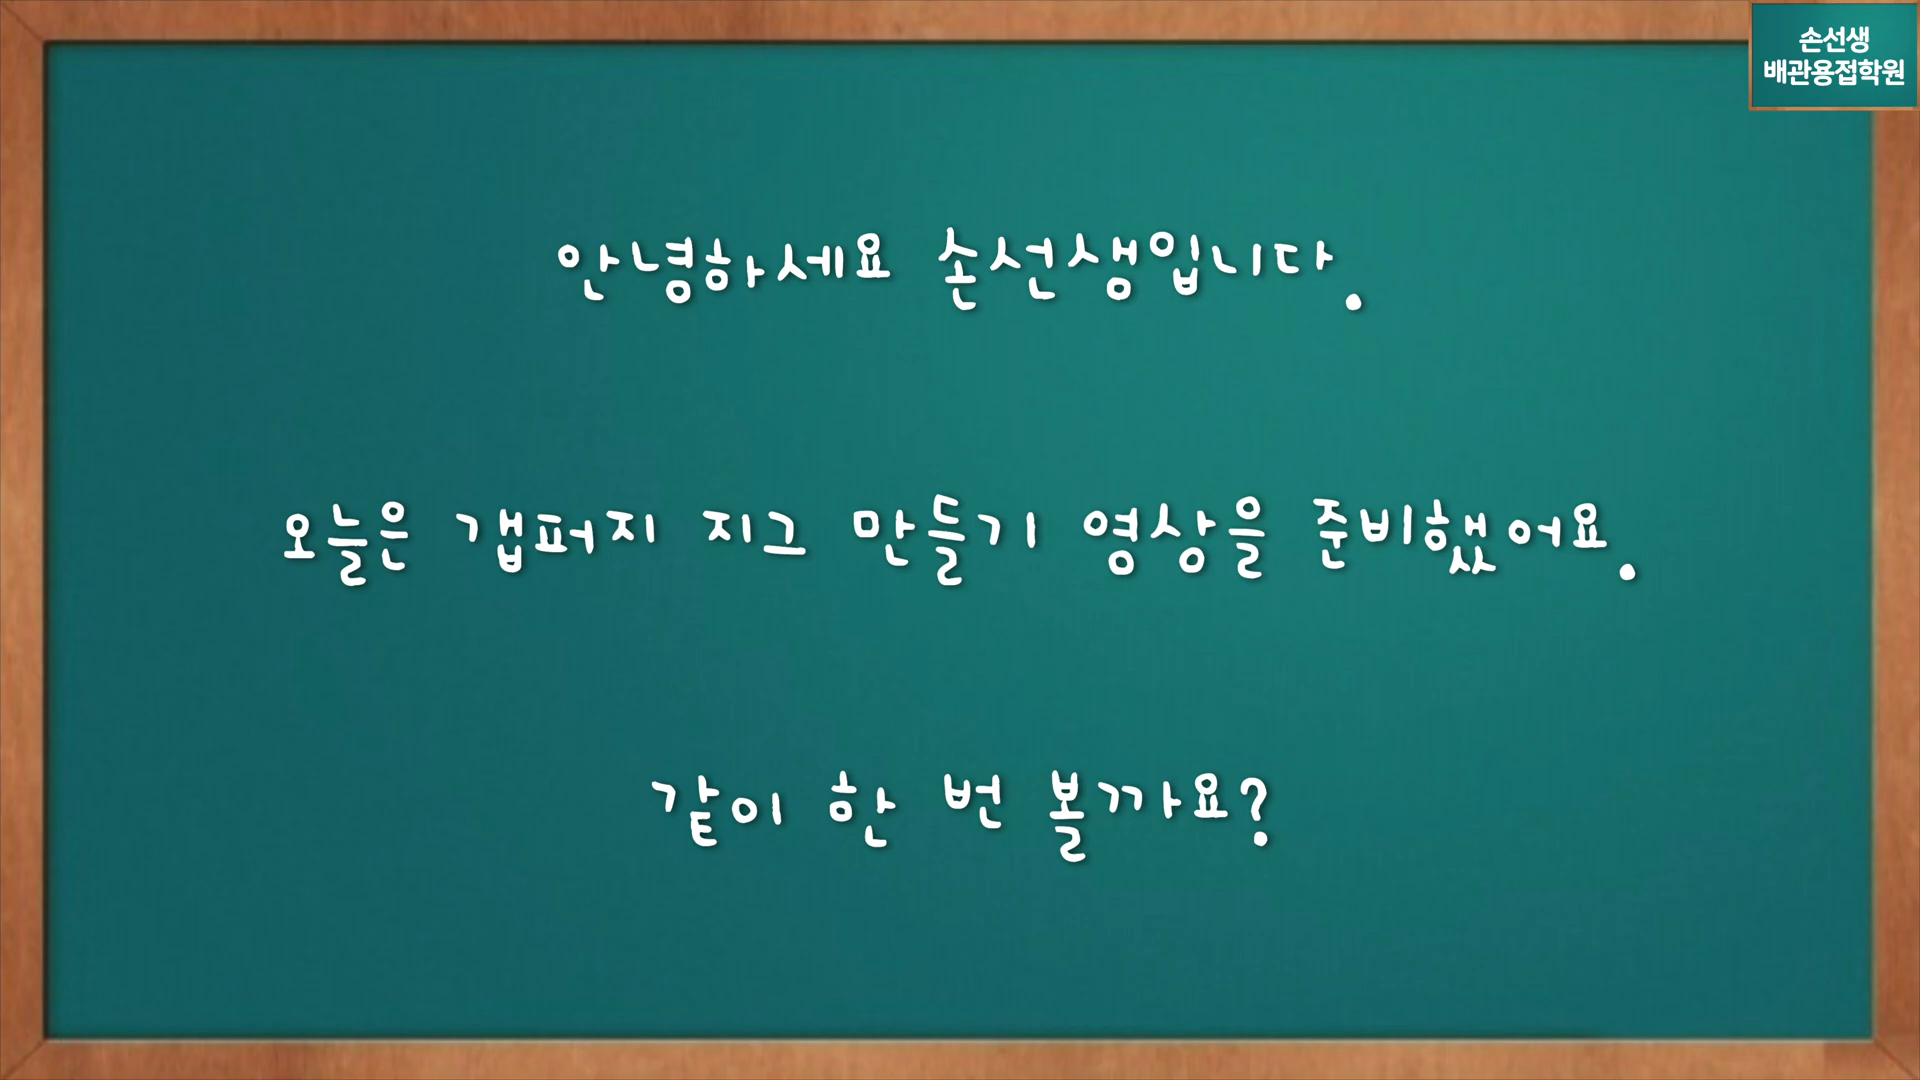 손선생
배관용접학원
안녕하세요 손선생입니다.
오늘은 갭퍼지 지그 만들기 영상을 준비했어요.
같이 한 번 볼까요?